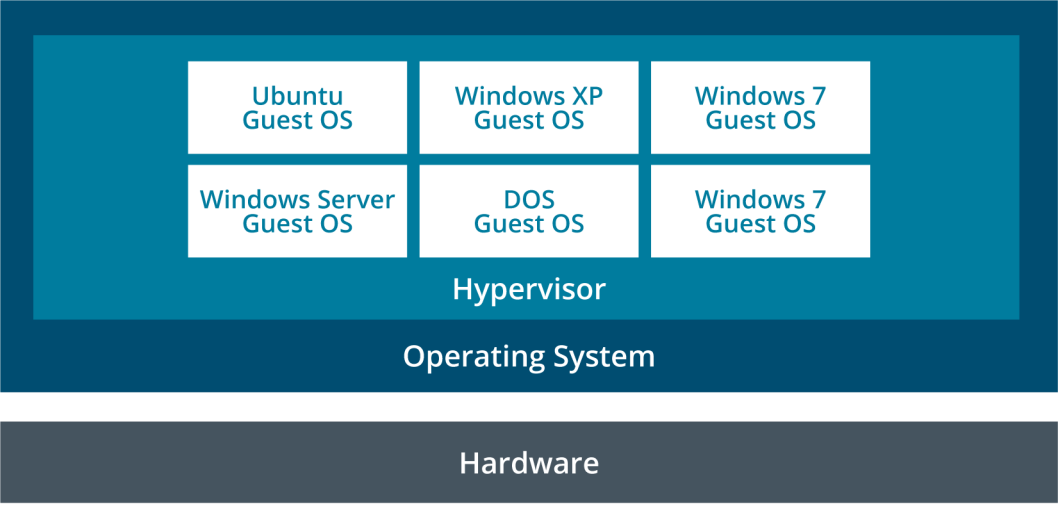 Ubuntu
Guest OS
Windows XP
Guest OS
Windows 7
Guest OS
Windows Server
Guest OS
DOS
Guest OS
Windows 7
Guest OS
Hypervisor
Operating System
Hardware